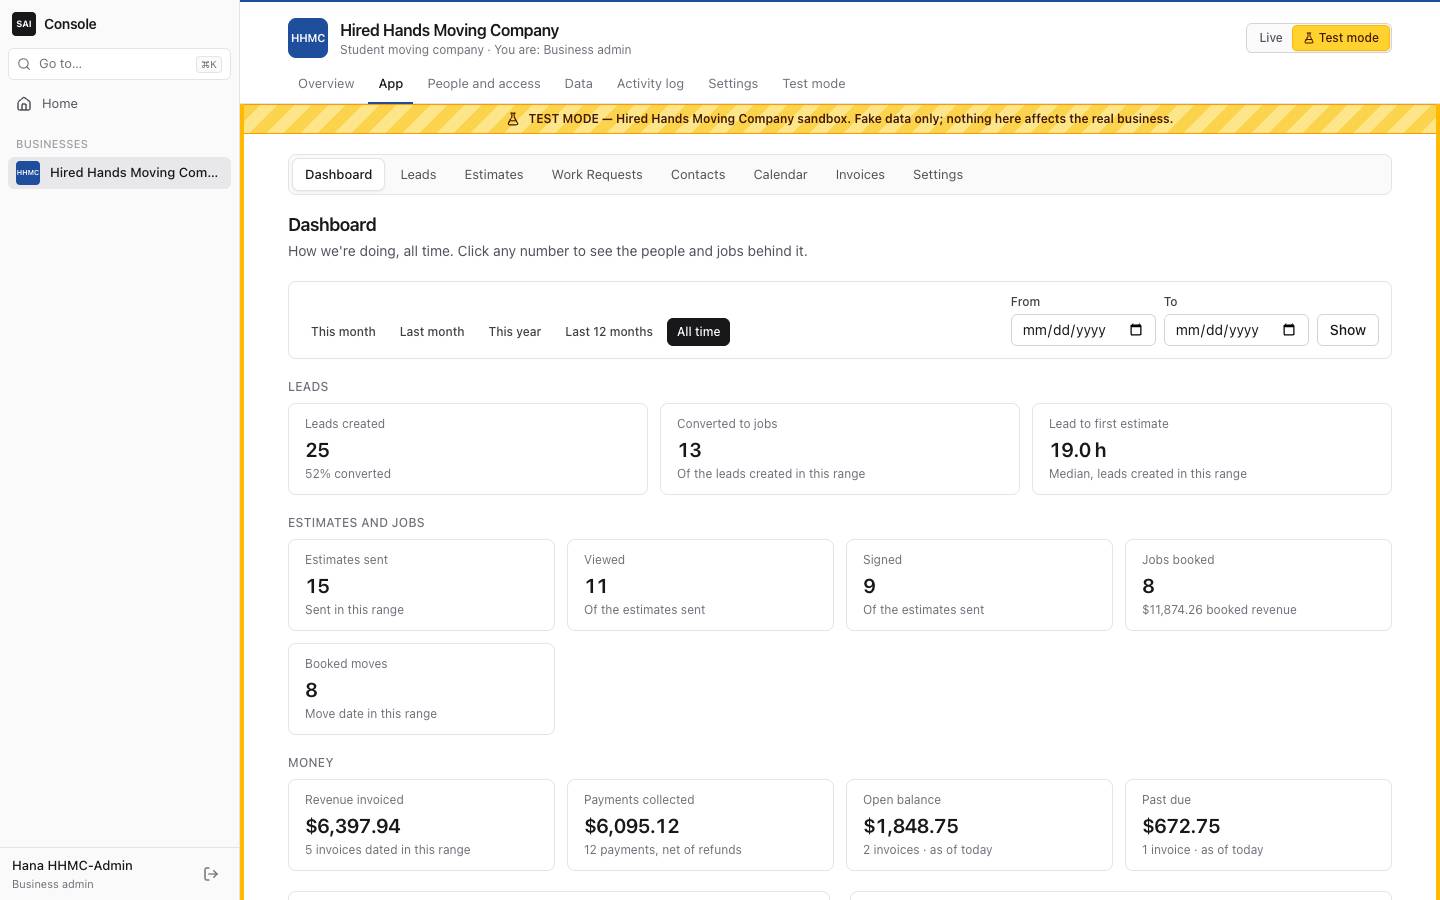 SAI Console
Go to... ⌘K
Home
BUSINESSES
HHMC Hired Hands Moving Com...
Hana HHMC-Admin
Business admin
HHMC
Hired Hands Moving Company
Student moving company · You are: Business admin
Live Test mode
Overview App People and access Data Activity log Settings Test mode
TEST MODE — Hired Hands Moving Company sandbox. Fake data only; nothing here affects the real business.
Dashboard Leads Estimates Work Requests Contacts Calendar Invoices Settings
Dashboard
How we're doing, all time. Click any number to see the people and jobs behind it.
From To
This month Last month This year Last 12 months All time mm/dd/yyyy mm/dd/yyyy Show
LEADS
Leads created
25
52% converted
Converted to jobs
13
Of the leads created in this range
Lead to first estimate
19.0 h
Median, leads created in this range
ESTIMATES AND JOBS
Estimates sent
15
Sent in this range
Viewed
11
Of the estimates sent
Signed
9
Of the estimates sent
Jobs booked
8
$11,874.26 booked revenue
Booked moves
8
Move date in this range
MONEY
Revenue invoiced
$6,397.94
5 invoices dated in this range
Payments collected
$6,095.12
12 payments, net of refunds
Open balance
$1,848.75
2 invoices · as of today
Past due
$672.75
1 invoice · as of today